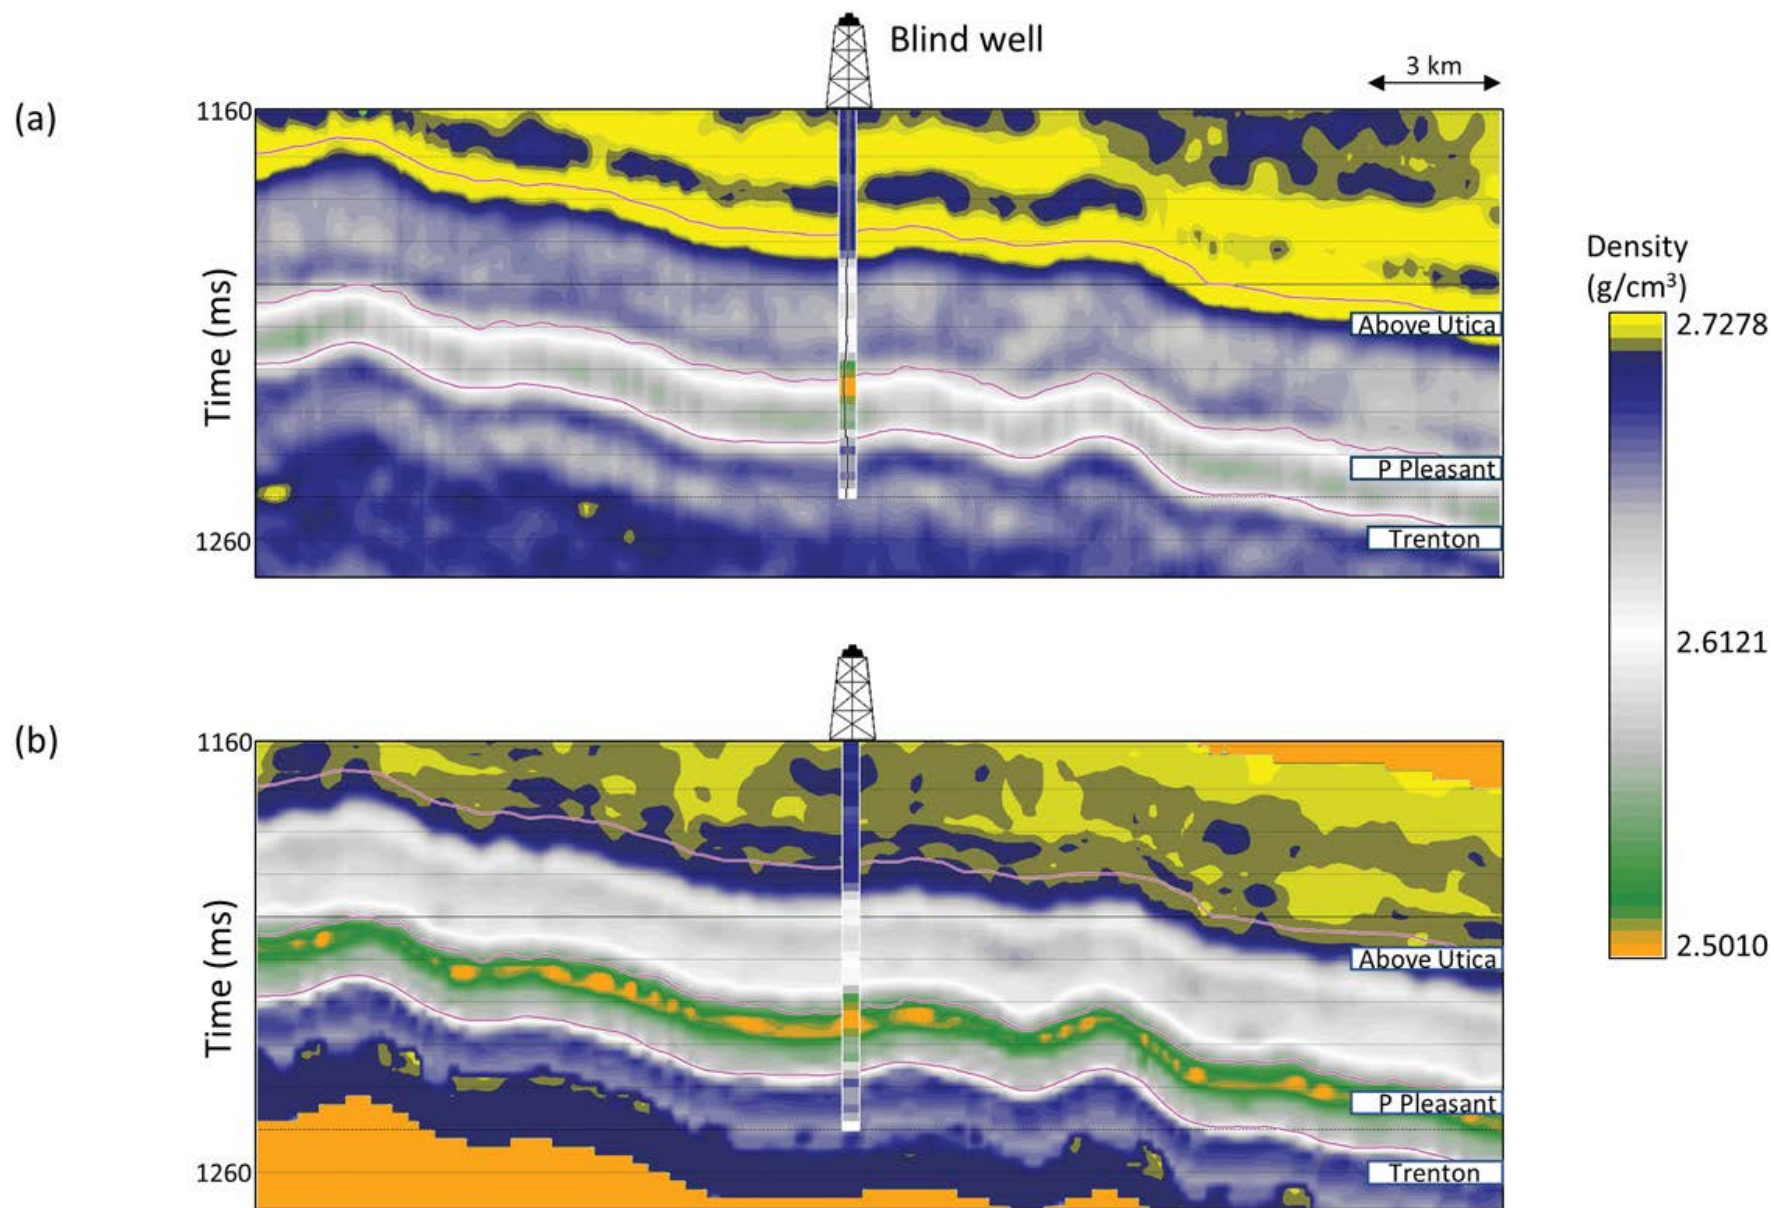 Blind well
3 km
(a)
1160
Time (ms)
1260
Above Utica
P Pleasant
Trenton
Density
(g/cm³)
2.7278
2.6121
2.5010
(b)
1160
Time (ms)
1260
Above Utica
P Pleasant
Trenton